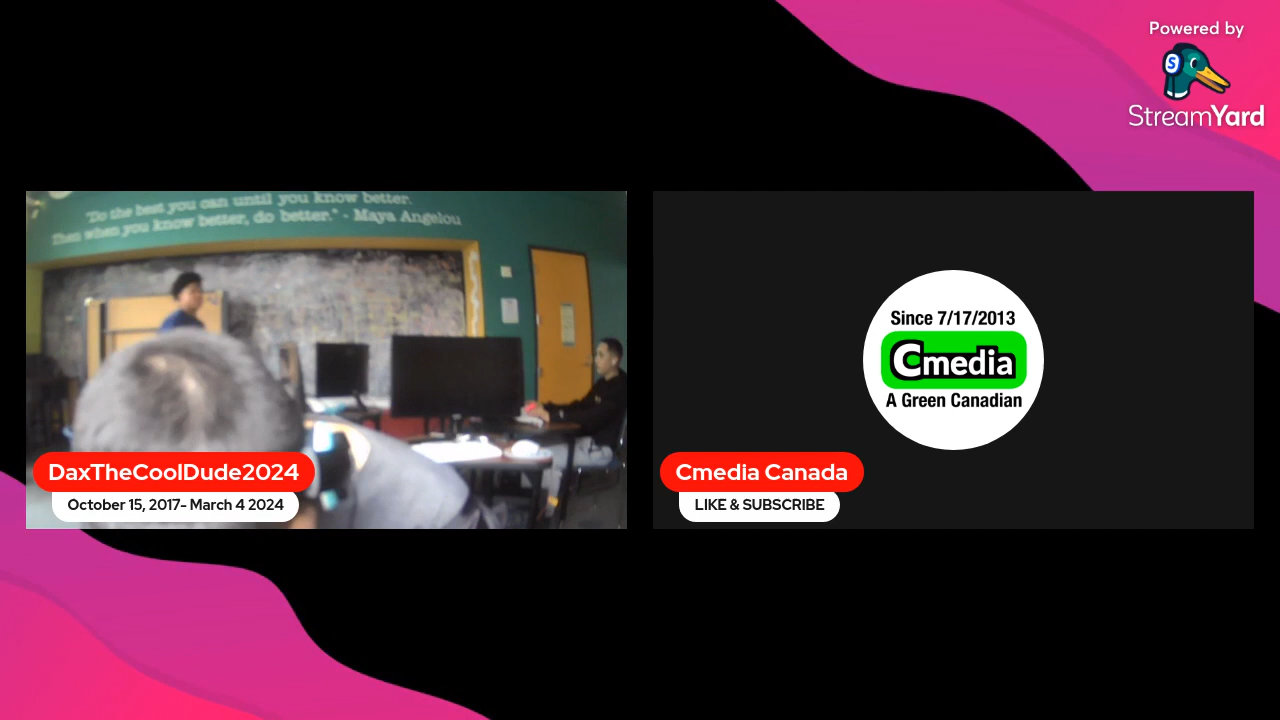 Powered by
S
StreamYard
"Do the best you can until you know better.
Then when you know better, do better." - Maya Angelou
DaxTheCoolDude2024
October 15, 2017- March 4 2024
Since 7/17/2013
Cmedia
A Green Canadian
Cmedia Canada
LIKE & SUBSCRIBE